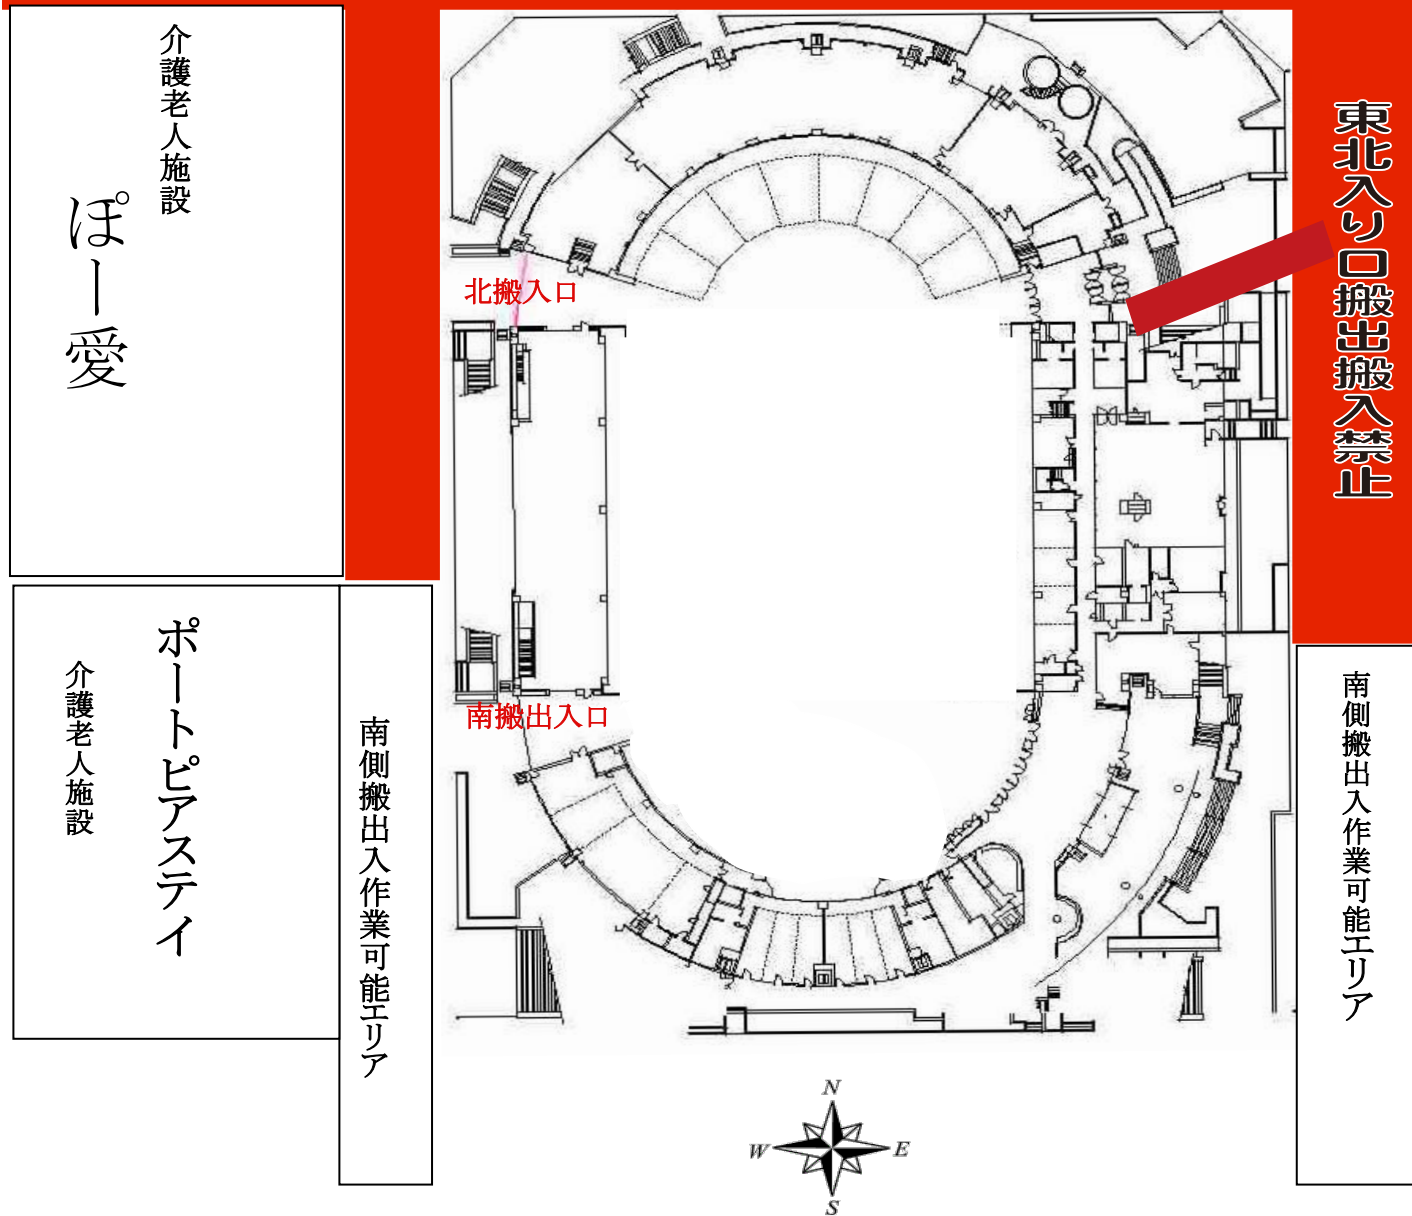 介護老人施設
ぽー愛
北搬入口
東北入り口搬出搬入禁止
ポートピアステイ
介護老人施設
南側搬出入作業可能エリア
南搬出入口
南側搬出入作業可能エリア
N
W
E
S